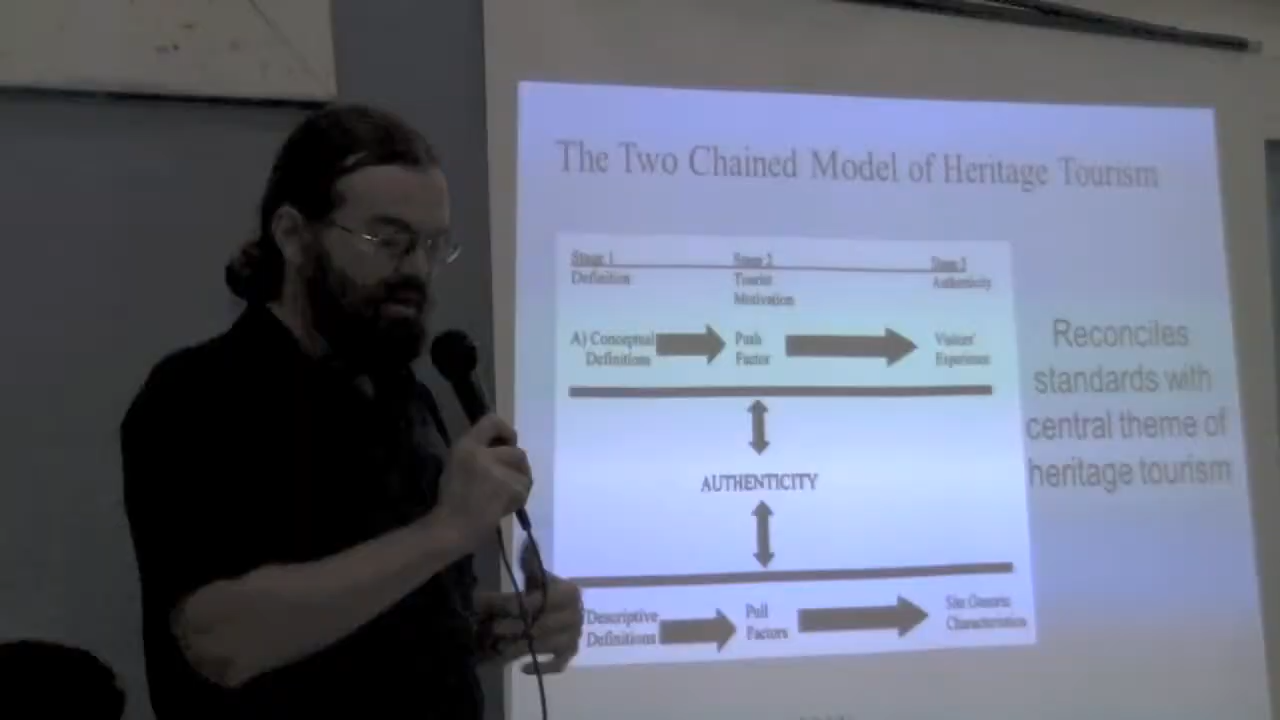 The Two Chained Model of Heritage Tourism
Stage 1 Stage 2 Stage 3
Definition Tourist Authenticity
Motivation
A) Conceptual Push Visitors'
Definitions Factor Experience
AUTHENTICITY
Descriptive Pull Site Generic
Definitions Factors Characteristics
Reconciles
standards with
central theme of
heritage tourism